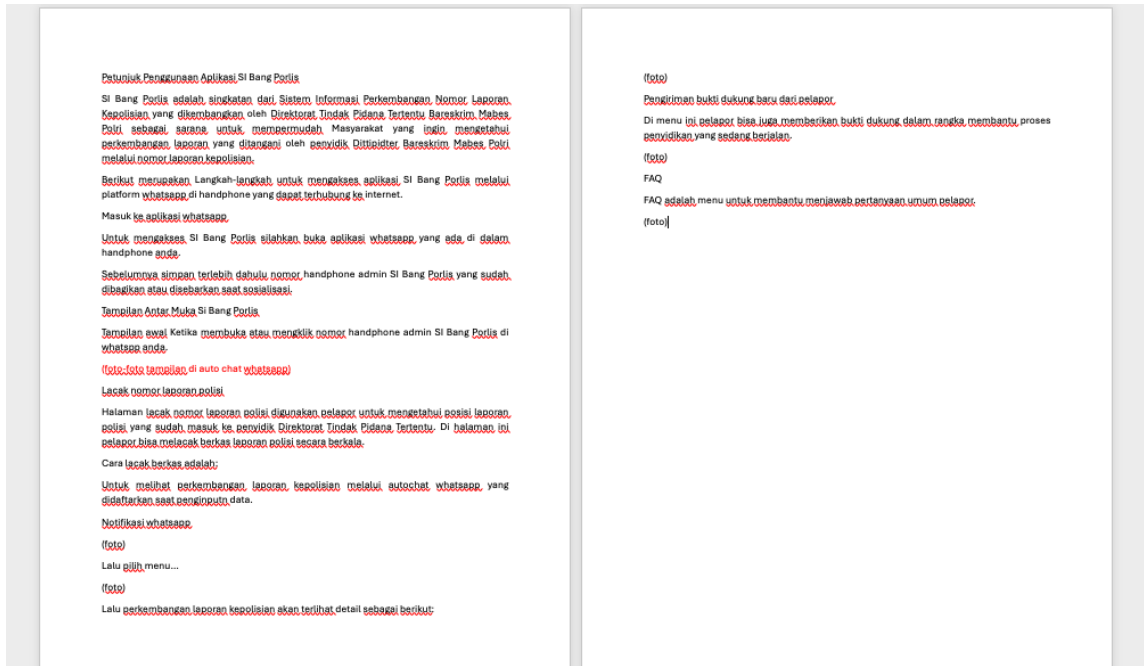 Petunjuk Penggunaan Aplikasi SI Bang Porlis
SI Bang Porlis adalah singkatan dari Sistem Informasi Perkembangan Nomor Laporan
Kepolisian yang dikembangkan oleh Direktorat Tindak Pidana Tertentu Bareskrim Mabes
Polri sebagai sarana untuk mempermudah Masyarakat yang ingin mengetahui
perkembangan laporan yang ditangani oleh penyidik Dittipidter Bareskrim Mabes Polri
melalui nomor laporan kepolisian.
Berikut merupakan Langkah-langkah untuk mengakses aplikasi SI Bang Porlis melalui
platform whatsapp di handphone yang dapat terhubung ke internet.
Masuk ke aplikasi whatsapp
Untuk mengakses SI Bang Porlis silahkan buka aplikasi whatsapp yang ada di dalam
handphone anda.
Sebelumnya simpan terlebih dahulu nomor handphone admin SI Bang Porlis yang sudah
dibagikan atau disebarkan saat sosialisasi.
Tampilan Antar Muka Si Bang Porlis
Tampilan awal Ketika membuka atau mengklik nomor handphone admin SI Bang Porlis di
whatspp anda.
(foto-foto tampilan di auto chat whatsapp)
Lacak nomor laporan polisi
Halaman lacak nomor laporan polisi digunakan pelapor untuk mengetahui posisi laporan
polisi yang sudah masuk ke penyidik Direktorat Tindak Pidana Tertentu. Di halaman ini
pelapor bisa melacak berkas laporan polisi secara berkala.
Cara lacak berkas adalah:
Untuk melihat perkembangan laporan kepolisian melalui autochat whatsapp yang
didaftarkan saat penginputn data.
Notifikasi whatsapp
(foto)
Lalu pilih menu...
(foto)
Lalu perkembangan laporan kepolisian akan terlihat detail sebagai berikut:
(foto)
Pengiriman bukti dukung baru dari pelapor
Di menu ini pelapor bisa juga memberikan bukti dukung dalam rangka membantu proses
penyidikan yang sedang berjalan.
(foto)
FAQ
FAQ adalah menu untuk membantu menjawab pertanyaan umum pelapor.
(foto)